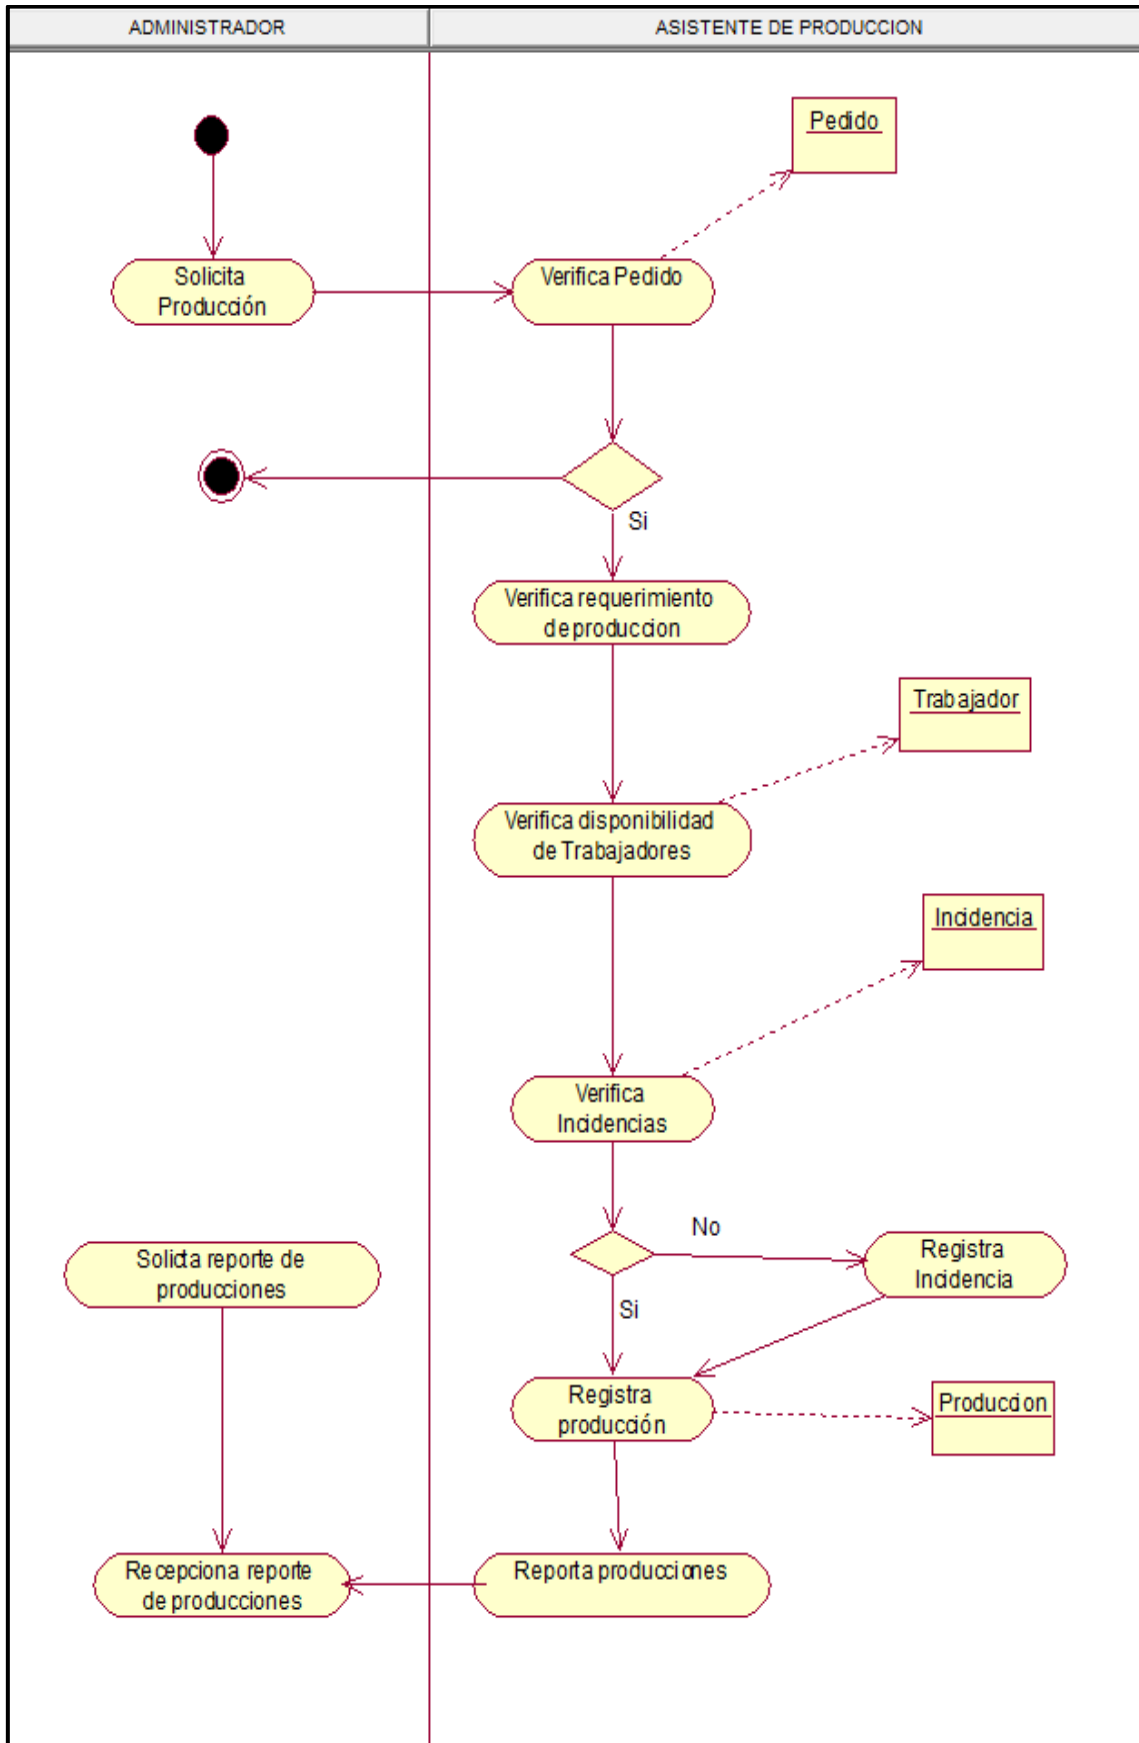 ADMINISTRADOR
ASISTENTE DE PRODUCCION
Pedido
Solicita
Producción
Verifica Pedido
Si
Verifica requerimiento
de produccion
Trabajador
Verifica disponibilidad
de Trabajadores
Incidencia
Verifica
Incidencias
No
Solicta reporte de
producciones
Registra
Incidencia
Si
Registra
producción
Produccion
Recepciona reporte
de producciones
Reporta producciones